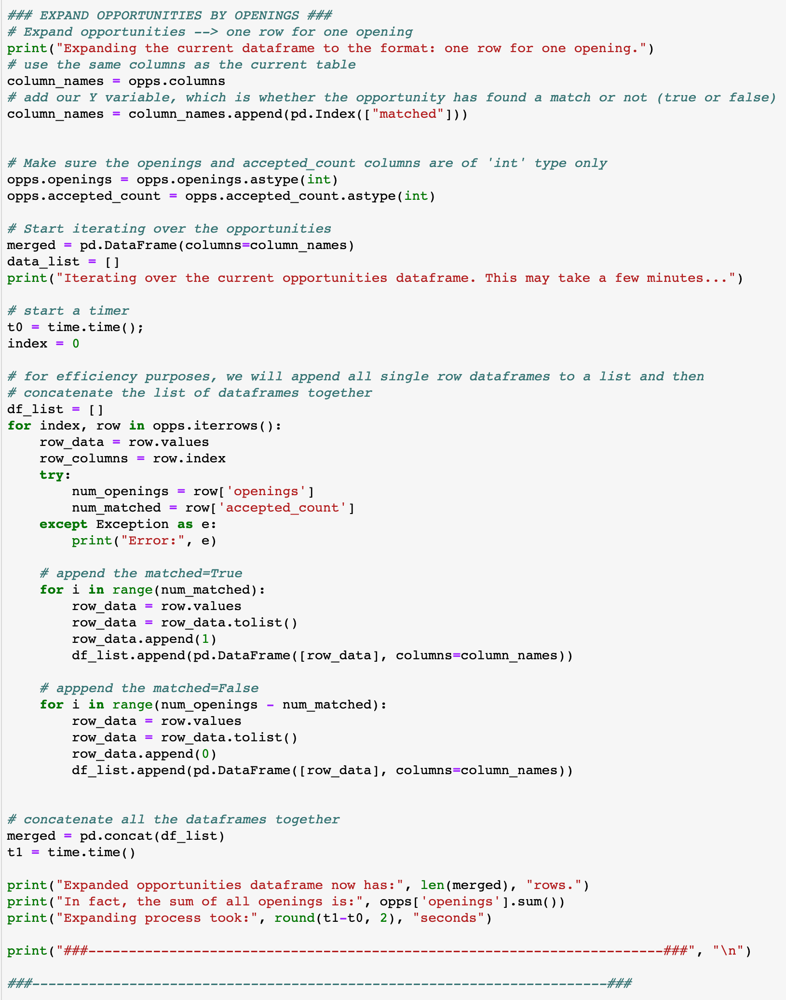 ### EXPAND OPPORTUNITIES BY OPENINGS ###
# Expand opportunities --> one row for one opening
print("Expanding the current dataframe to the format: one row for one opening.")
# use the same columns as the current table
column_names = opps.columns
# add our Y variable, which is whether the opportunity has found a match or not (true or false)
column_names = column_names.append(pd.Index(["matched"]))
# Make sure the openings and accepted_count columns are of 'int' type only
opps.openings = opps.openings.astype(int)
opps.accepted_count = opps.accepted_count.astype(int)
# Start iterating over the opportunities
merged = pd.DataFrame(columns=column_names)
data_list = []
print("Iterating over the current opportunities dataframe. This may take a few minutes...")
# start a timer
t0 = time.time();
index = 0
# for efficiency purposes, we will append all single row dataframes to a list and then
# concatenate the list of dataframes together
df_list = []
for index, row in opps.iterrows():
    row_data = row.values
    row_columns = row.index
    try:
        num_openings = row['openings']
        num_matched = row['accepted_count']
    except Exception as e:
        print("Error:", e)
    # append the matched=True
    for i in range(num_matched):
        row_data = row.values
        row_data = row_data.tolist()
        row_data.append(1)
        df_list.append(pd.DataFrame([row_data], columns=column_names))
    # apppend the matched=False
    for i in range(num_openings - num_matched):
        row_data = row.values
        row_data = row_data.tolist()
        row_data.append(0)
        df_list.append(pd.DataFrame([row_data], columns=column_names))
# concatenate all the dataframes together
merged = pd.concat(df_list)
t1 = time.time()
print("Expanded opportunities dataframe now has:", len(merged), "rows.")
print("In fact, the sum of all openings is:", opps['openings'].sum())
print("Expanding process took:", round(t1-t0, 2), "seconds")
print("###-----------------------------------------------------------------------###", "\n")
###-----------------------------------------------------------------------###